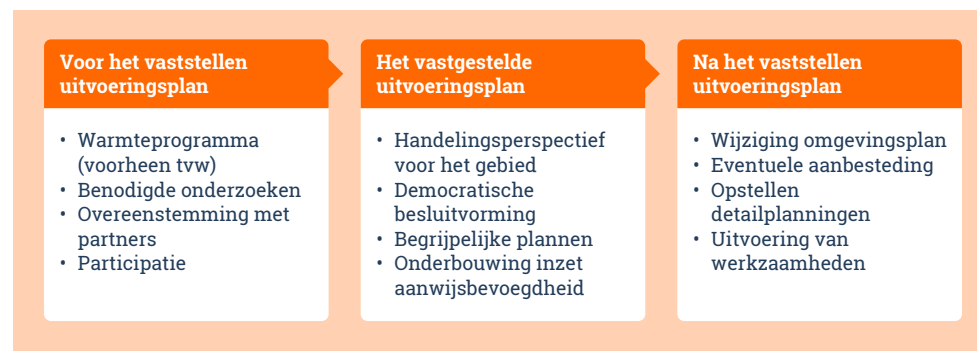 Voor het vaststellen
uitvoeringsplan
• Warmteprogramma
(voorheen tvw)
• Benodigde onderzoeken
• Overeenstemming met
partners
• Participatie
Het vastgestelde
uitvoeringsplan
• Handelingsperspectief
voor het gebied
• Democratische
besluitvorming
• Begrijpelijke plannen
• Onderbouwing inzet
aanwijsbevoegdheid
Na het vaststellen
uitvoeringsplan
• Wijziging omgevingsplan
• Eventuele aanbesteding
• Opstellen
detailplanningen
• Uitvoering van
werkzaamheden